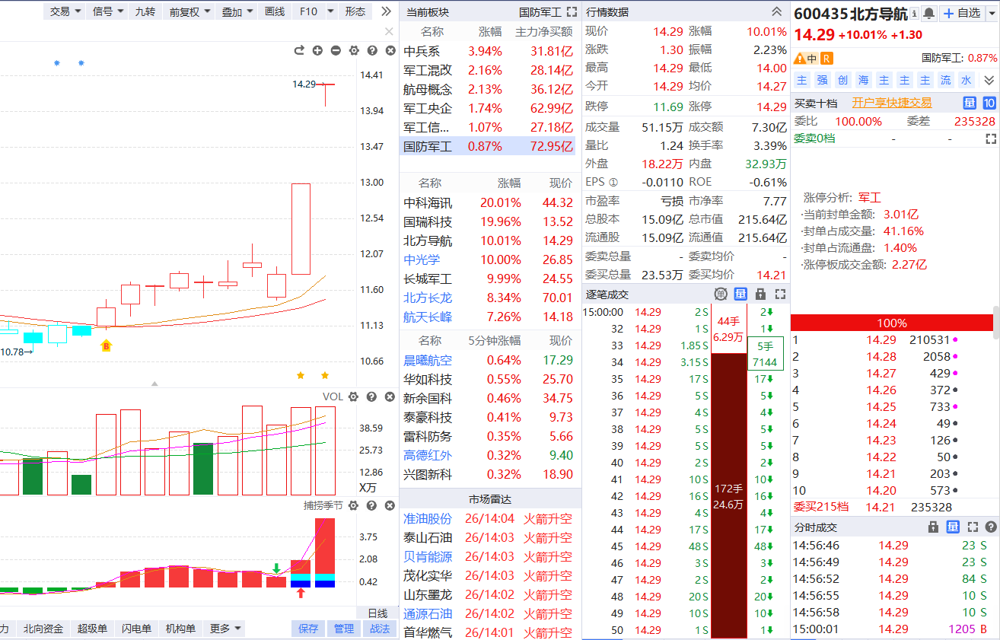 交易 信号 九转 前复权 叠加 画线 F10 形态
14.29
14.41
13.94
13.47
13.00
12.54
12.07
11.60
11.13
10.66
10.78→
B
VOL
38.59
25.73
12.86
X万
捕捞季节
3.75
2.08
0.42
日线
力 北向资金 超级单 闪电单 机构单 更多 保存 管理 战法
当前板块 国防军工
名称 涨幅 主力净买额
中兵系 3.94% 31.81亿
军工混改 2.16% 28.14亿
航母概念 2.13% 36.12亿
军工央企 1.74% 62.99亿
军工信... 1.07% 27.18亿
国防军工 0.87% 72.95亿
名称 涨幅 现价
中科海讯 20.01% 44.32
国瑞科技 19.96% 13.52
北方导航 10.01% 14.29
中光学 10.00% 26.85
长城军工 9.99% 24.55
北方长龙 8.34% 70.01
航天长峰 7.26% 14.18
名称 5分钟涨幅 现价
晨曦航空 0.64% 17.29
华如科技 0.55% 25.70
新余国科 0.46% 34.75
泰豪科技 0.41% 9.73
雷科防务 0.35% 5.66
高德红外 0.32% 9.40
兴图新科 0.32% 18.90
市场雷达
准油股份 26/14:04 火箭升空
泰山石油 26/14:03 火箭升空
贝肯能源 26/14:03 火箭升空
茂化实华 26/14:03 火箭升空
山东墨龙 26/14:02 火箭升空
通源石油 26/14:02 火箭升空
首华燃气 26/14:01 火箭升空
行情数据
现价 14.29 涨幅 10.01%
涨跌 1.30 振幅 2.23%
最高 14.29 最低 14.00
今开 14.29 均价 14.27
跌停 11.69 涨停 14.29
成交量 51.15万 成交额 7.30亿
量比 1.24 换手率 3.39%
外盘 18.22万 内盘 32.93万
EPS ① -0.0110 ROE -0.61%
市盈率 亏损 市净率 7.77
总股本 15.09亿 总市值 215.64亿
流通股 15.09亿 流通值 215.64亿
委卖总量 - 委卖均价 -
委买总量 23.53万 委买均价 14.21
逐笔成交 单 量
15:00:00 14.29 2 S 2
32 14.29 1 S 1
33 14.29 1.85 S
34 14.29 3.15 S
35 14.29 17 S 17
36 14.29 5 S 5
37 14.29 4 S 4
38 14.29 5 S 5
39 14.29 5 S 5
40 14.29 2 S 2
41 14.29 10 S 10
42 14.29 16 S 16
43 14.29 4 S 4
44 14.29 17 S 17
45 14.29 48 S 48
46 14.29 3 S 3
47 14.29 2 S 2
48 14.29 20 S 20
49 14.29 10 S 10
50 14.29 1 S 1
44手
6.29万
5手
7144
172手
24.6万
600435 北方导航 i 自选
14.29 +10.01% +1.30
中 R 国防军工: 0.87%
主 强 创 海 主 主 主 流 水
买卖十档 开户享快捷交易 量 10
委比 100.00% 委差 235328
委卖0档 - -
涨停分析: 军工
·当前封单金额: 3.01亿
·封单占成交量: 41.16%
·封单占流通盘: 1.40%
·涨停板成交金额: 2.27亿
100%
1 14.29 210531
2 14.28 2058
3 14.27 429
4 14.26 372
5 14.25 733
6 14.24 49
7 14.23 126
8 14.22 50
9 14.21 203
10 14.20 573
委买215档 14.21 235328
分时成交 量
14:56:46 14.29 23 S
14:56:49 14.29 23 S
14:56:52 14.29 84 S
14:56:55 14.29 10 S
14:56:58 14.29 10 S
15:00:01 14.29 1205 B